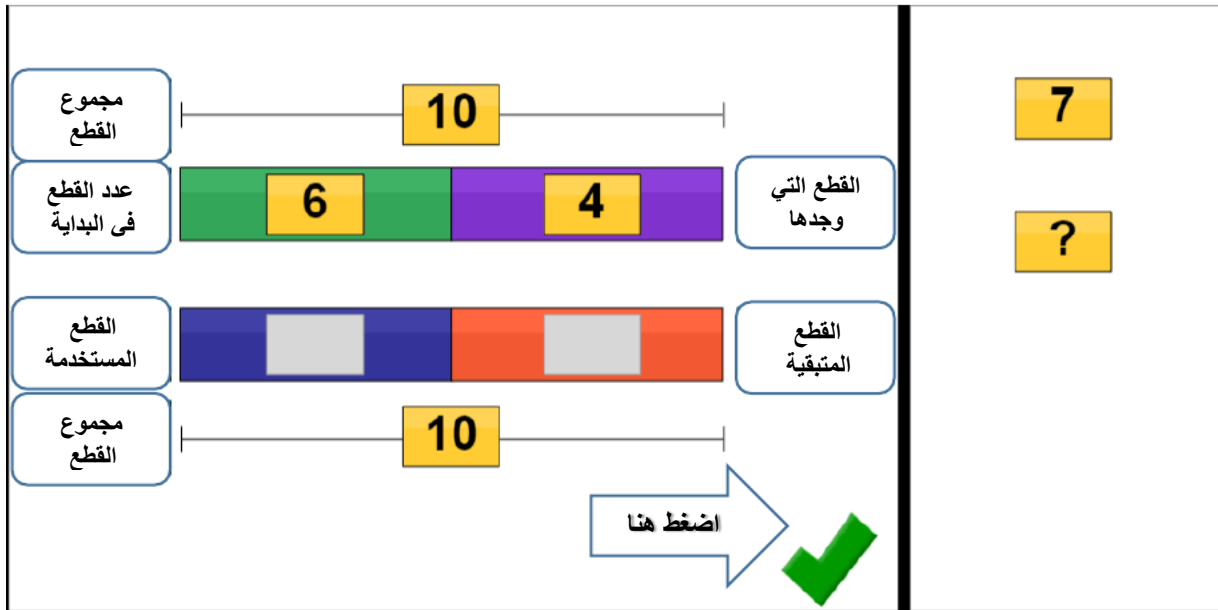 مجموع
القطع
10
7
عدد القطع
فى البداية
6
4
القطع التي
وجدها
?
القطع
المستخدمة
القطع
المتبقية
مجموع
القطع
10
اضغط هنا